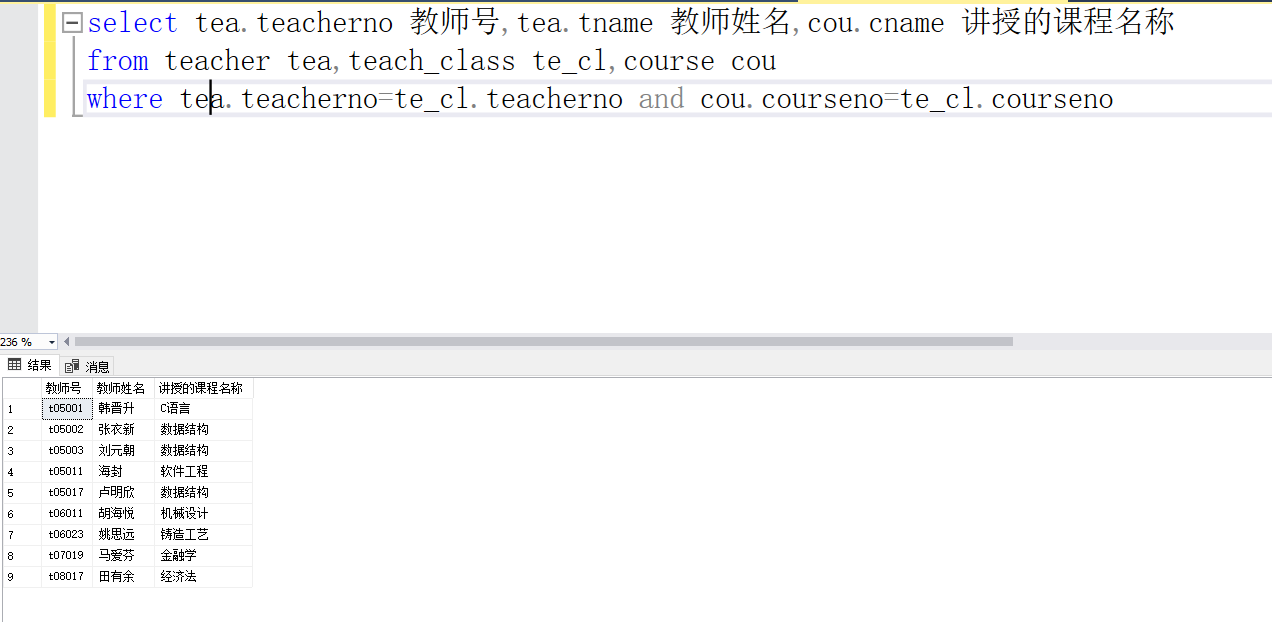 select tea.teacherno 教师号,tea.tname 教师姓名,cou.cname 讲授的课程名称
from teacher tea,teach_class te_cl,course cou
where tea.teacherno=te_cl.teacherno and cou.courseno=te_cl.courseno
236 %
结果 消息
教师号 教师姓名 讲授的课程名称
1 t05001 韩晋升 C语言
2 t05002 张衣新 数据结构
3 t05003 刘元朝 数据结构
4 t05011 海封 软件工程
5 t05017 卢明欣 数据结构
6 t06011 胡海悦 机械设计
7 t06023 姚思远 铸造工艺
8 t07019 马爱芬 金融学
9 t08017 田有余 经济法